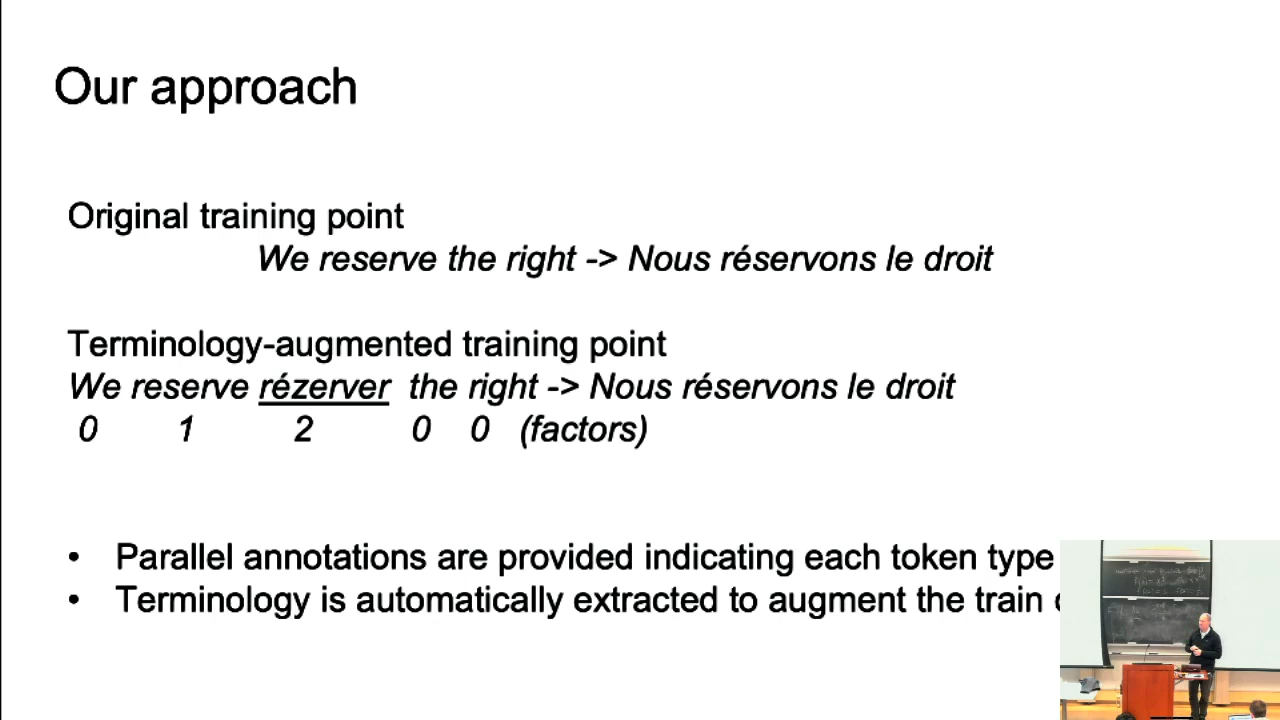 Our approach
Original training point
We reserve the right -> Nous réservons le droit
Terminology-augmented training point
We reserve rézerver the right -> Nous réservons le droit
0 1 2 0 0 (factors)
• Parallel annotations are provided indicating each token type
• Terminology is automatically extracted to augment the train